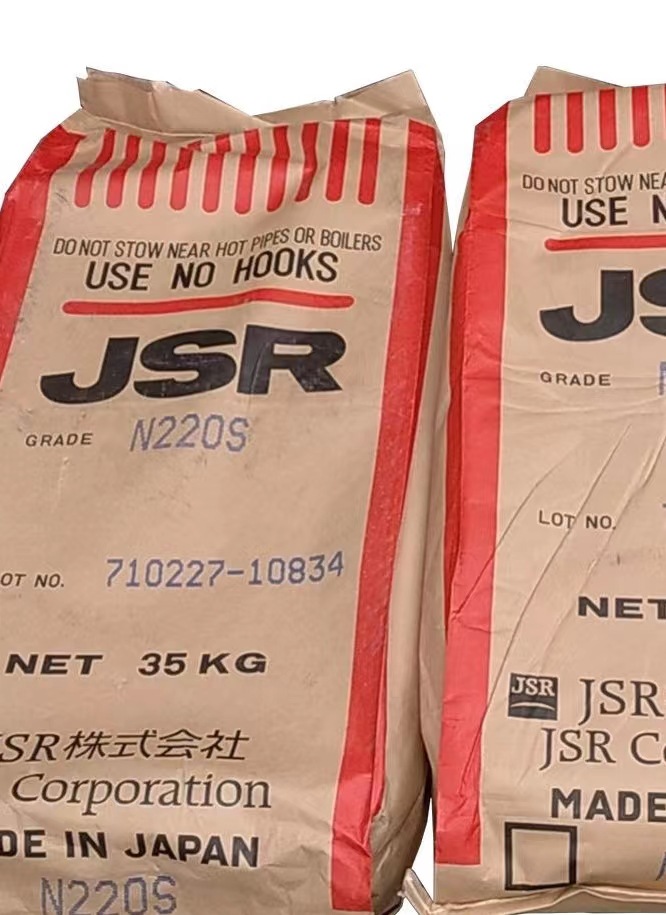 DO NOT STOW NEAR HOT PIPES OR BOILERS
USE NO HOOKS
JSR
GRADE N220S
OT NO. 710227-10834
NET 35 KG
JSR株式会社
Corporation
DE IN JAPAN
N220S
DO NOT STOW NEA
USE N
JS
GRADE N
LOT NO.
NET
JSR JSR
JSR Co
MADE